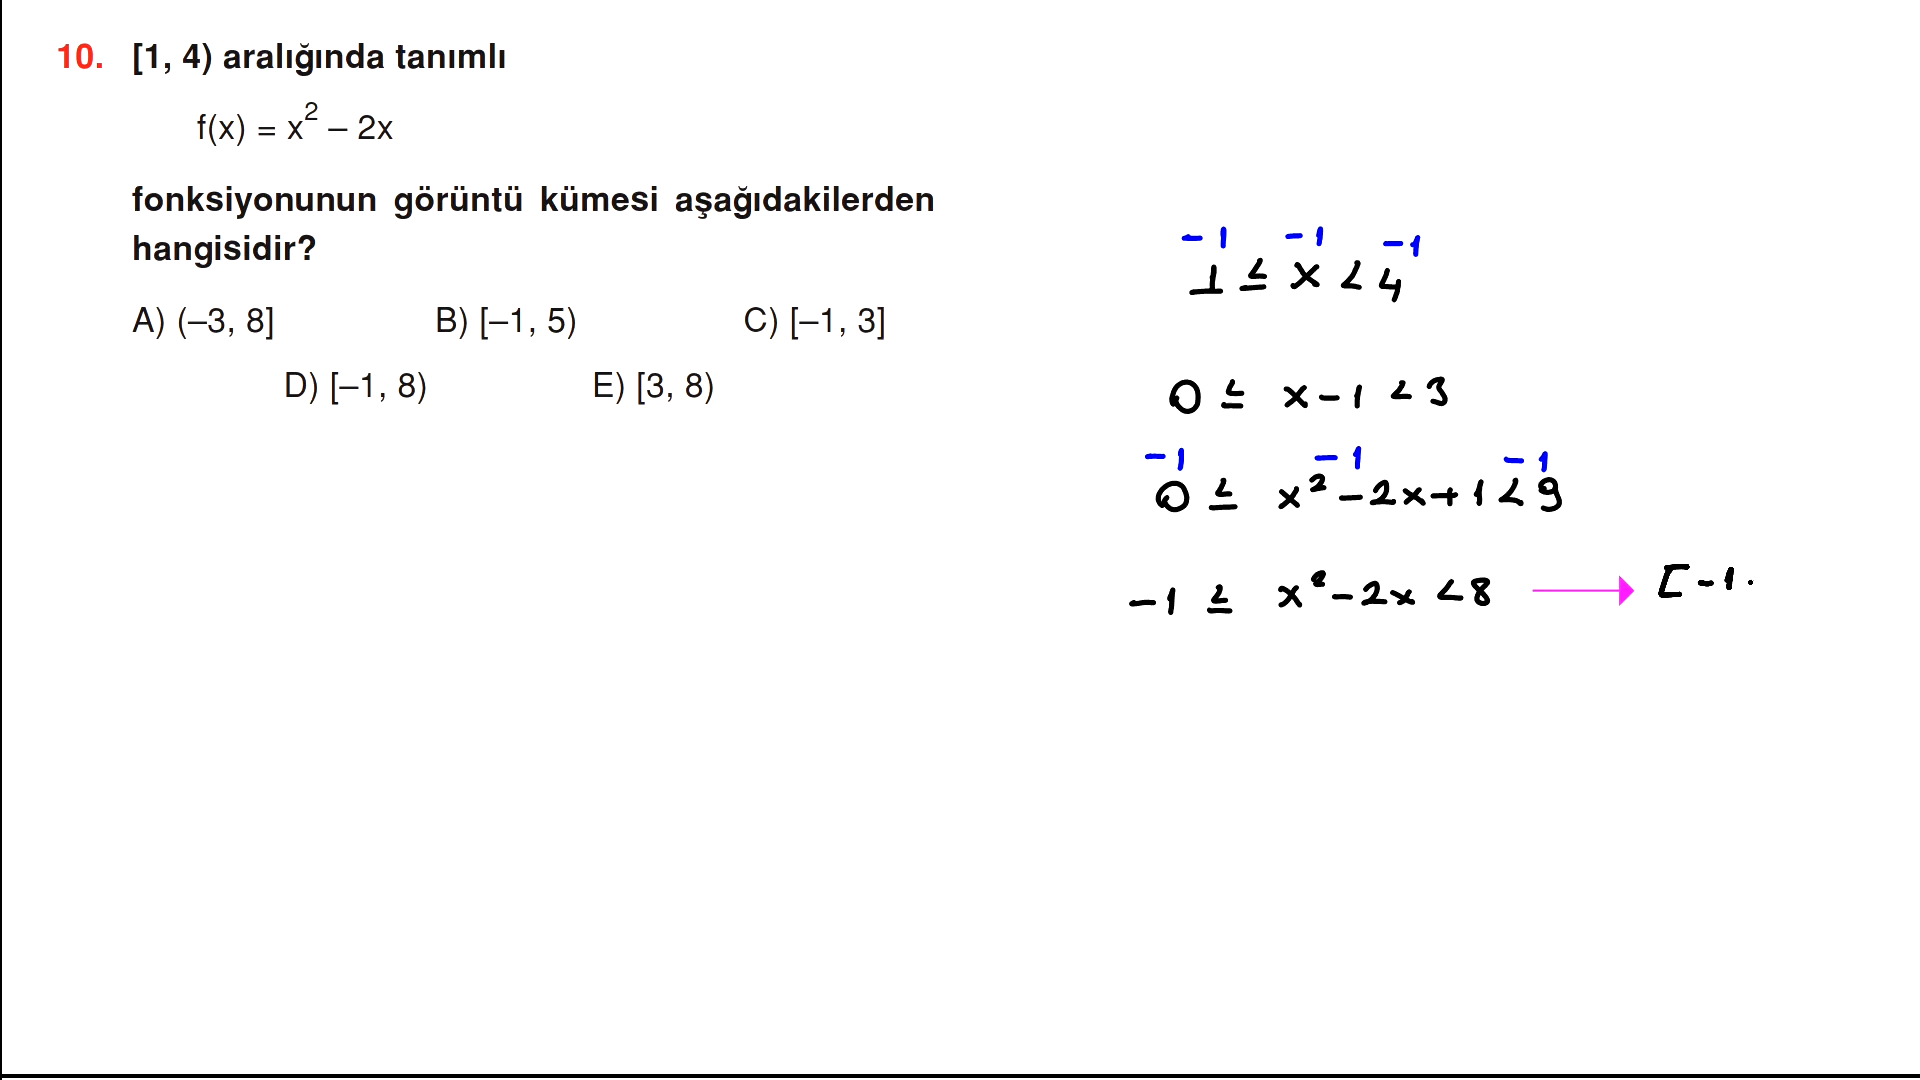 10. [1, 4) aralığında tanımlı
f(x) = x² – 2x
fonksiyonunun görüntü kümesi aşağıdakilerden
hangisidir?
A) (–3, 8] B) [–1, 5) C) [–1, 3]
D) [–1, 8) E) [3, 8)
-1 -1 -1
1 ≤ x < 4
0 ≤ x - 1 < 3
-1 -1 -1
0 ≤ x² - 2x + 1 < 9
-1 ≤ x² - 2x < 8 → [-1.